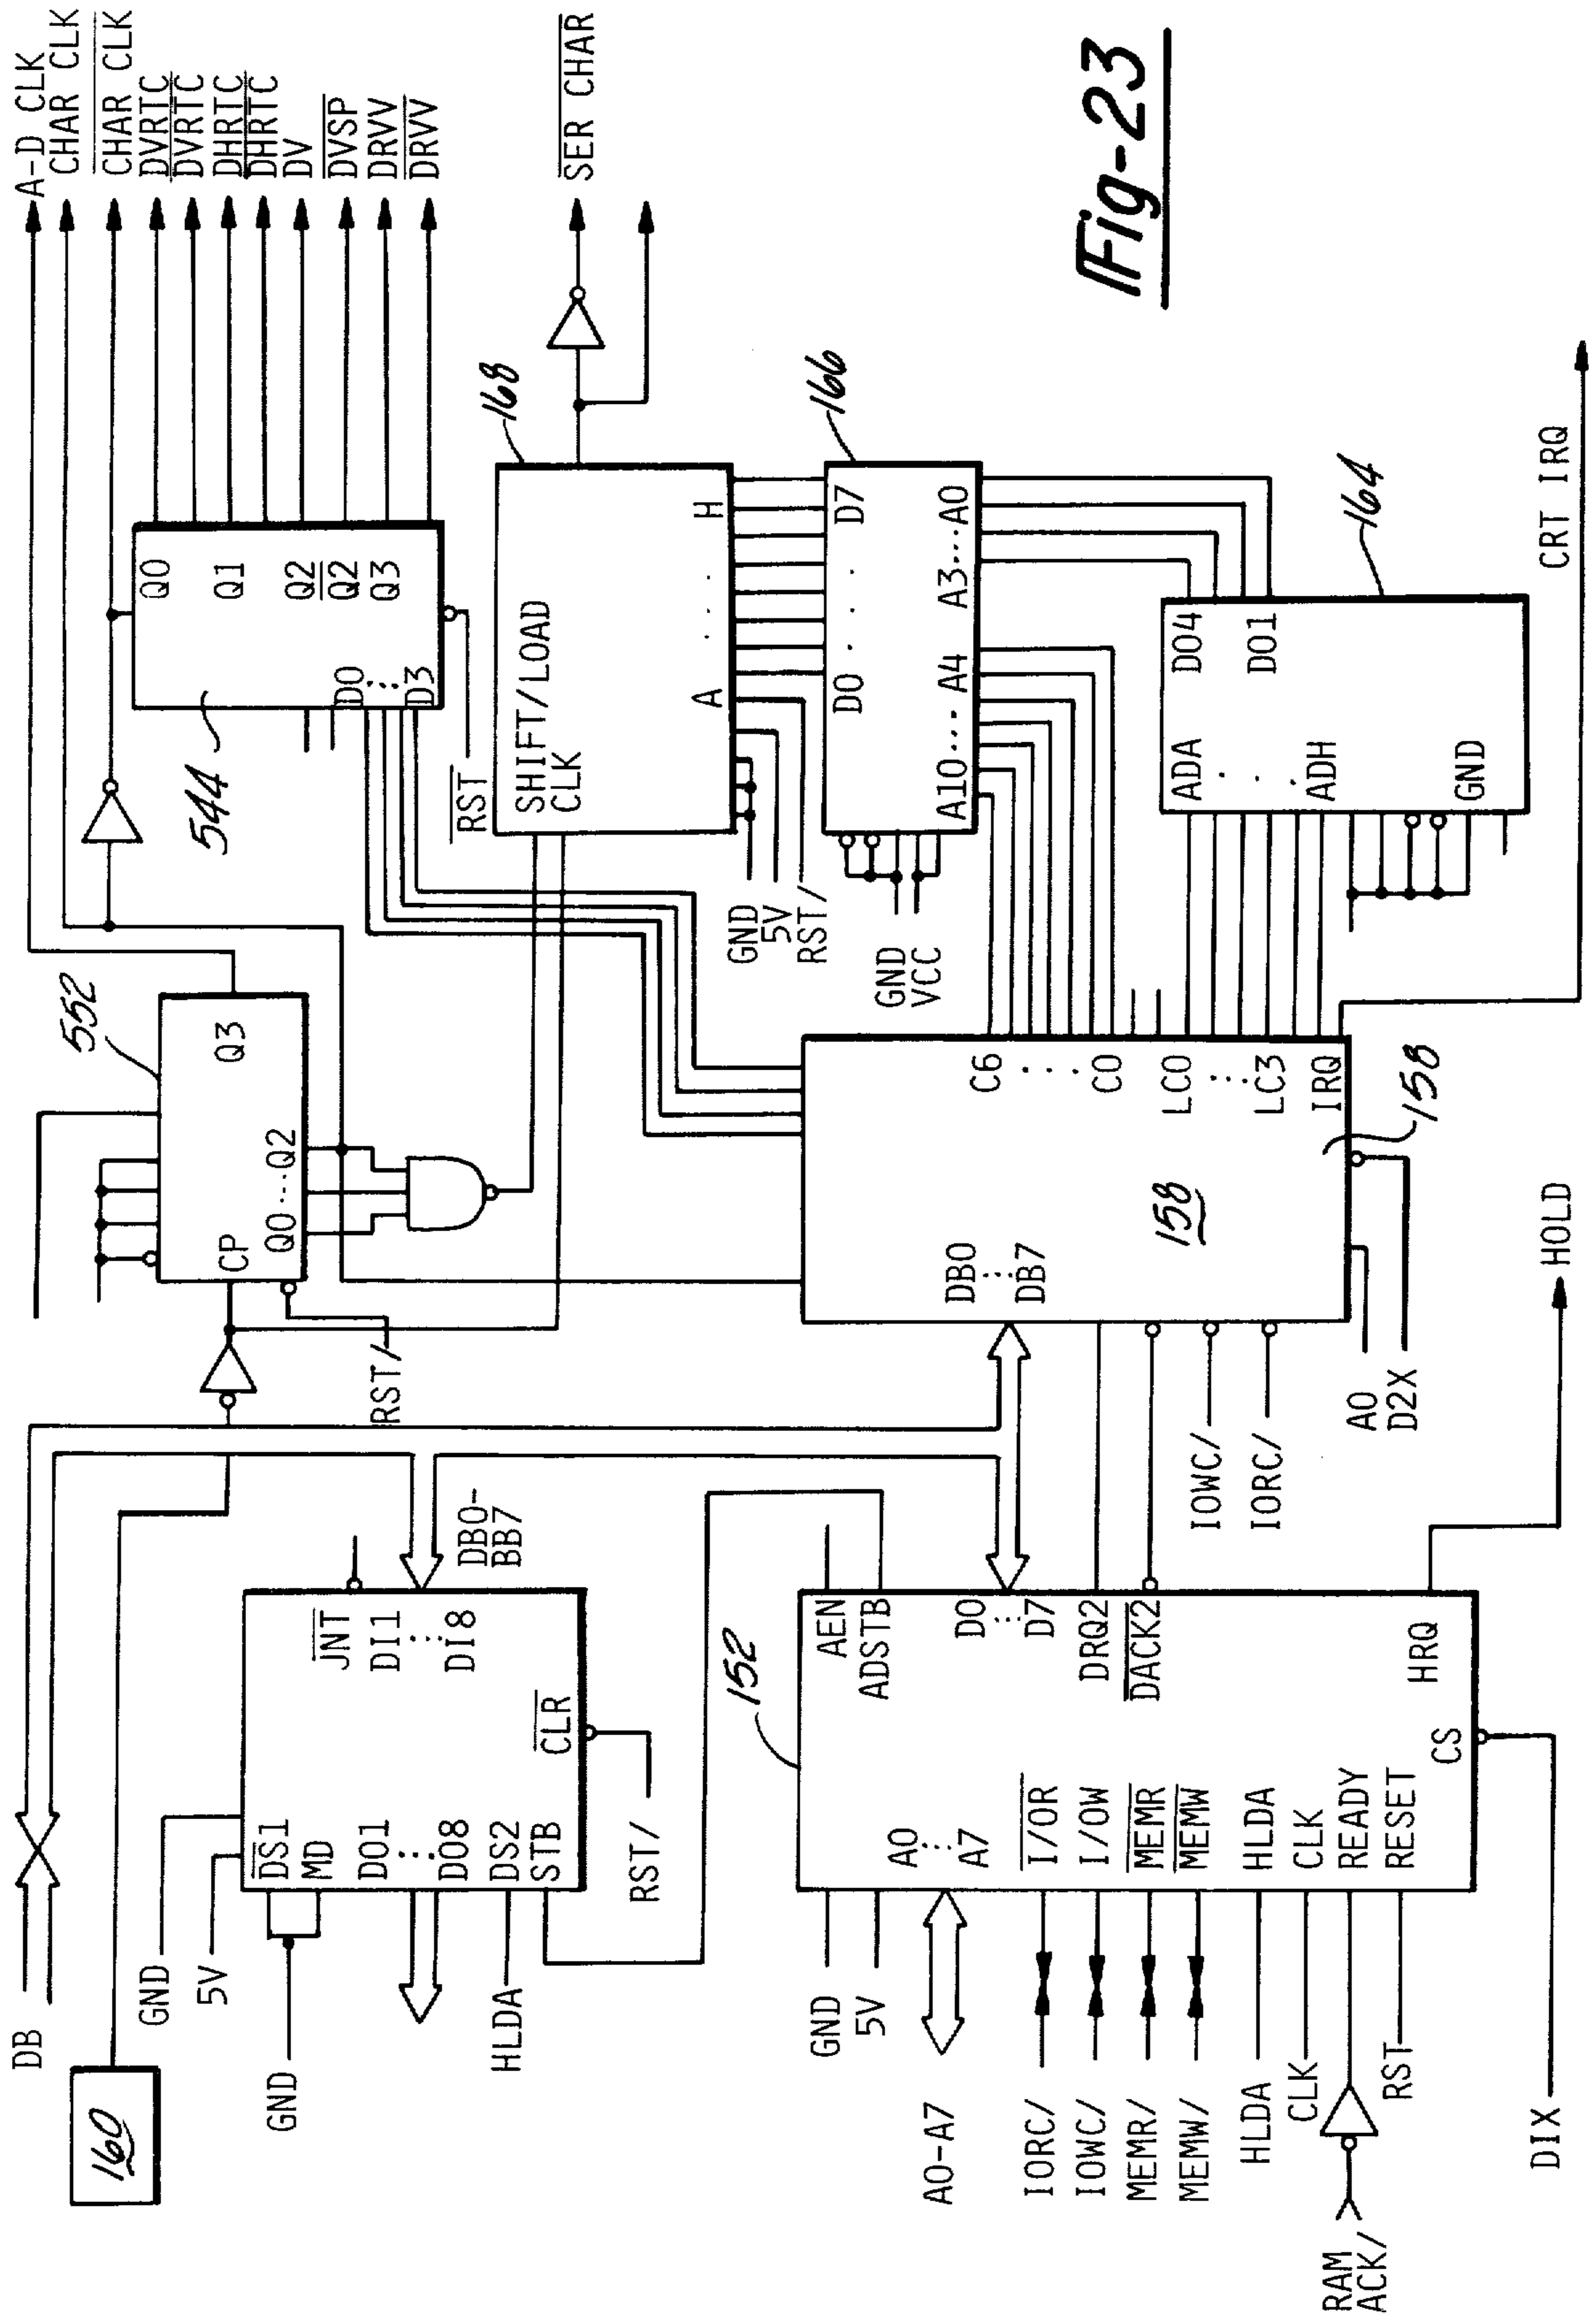 A-D CLK
CHAR CLK
CHAR CLK
DVRTC
DVRTC
DHRTC
DHRTC
DV
DVSP
DRVV
DRVV
SER CHAR
Fig-23
552
Q3
CP
Q0...Q2
RST/
544
Q0
Q1
Q2
Q2
Q3
D0
:
D3
RST
168
SHIFT/LOAD
CLK
A . . . H
GND
5V
RST/
166
D0 . . . D7
A10.... A4
A3...A0
GND
VCC
164
ADA
.
.
.
ADH
GND
DO4
DO1
CRT IRQ
DB
160
GND
5V
GND
DS1
MD
DO1
:
DO8
DS2
STB
JNT
DI1
:
DI8
CLR
HLDA
RST/
DB0-
BB7
158
DB0
:
DB7
C6
.
.
.
C0
LC0
:
LC3
IRQ
158
IOWC/
IORC/
A0
D2X
HOLD
152
AEN
ADSTB
D0
:
D7
DRQ2
DACK2
HRQ
CS
A0
:
A7
I/OR
I/OW
MEMR
MEMW
HLDA
CLK
READY
RESET
GND
5V
A0-A7
IORC/
IOWC/
MEMR/
MEMW/
HLDA
CLK
RAM
ACK/
RST
DIX